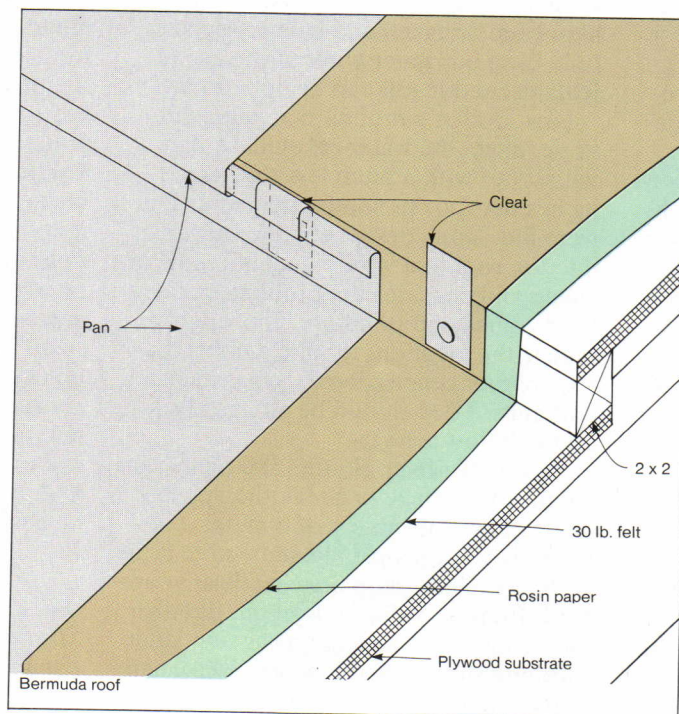 Cleat
Pan
2 x 2
30 lb. felt
Rosin paper
Plywood substrate
Bermuda roof